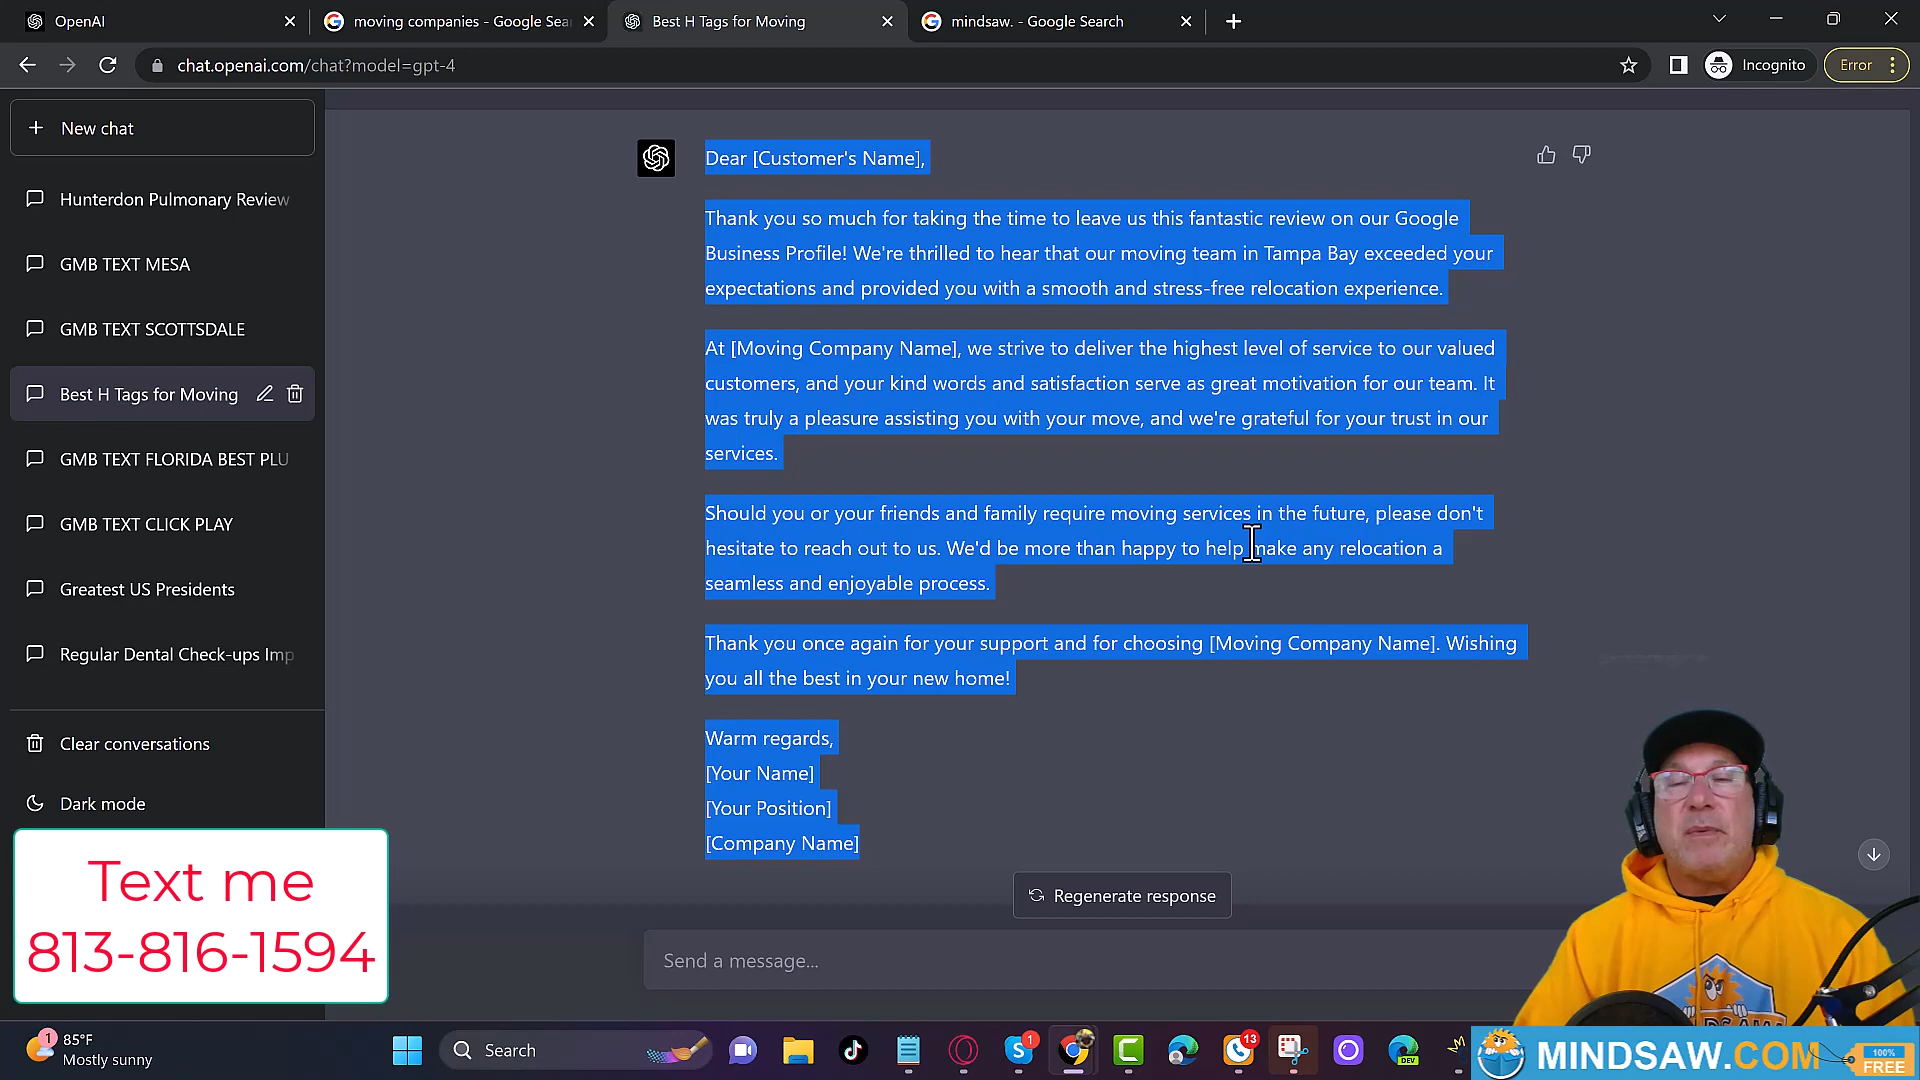 OpenAI
moving companies - Google Sea
Best H Tags for Moving
mindsaw. - Google Search
chat.openai.com/chat?model=gpt-4
Incognito
Error
New chat
Hunterdon Pulmonary Review
GMB TEXT MESA
GMB TEXT SCOTTSDALE
Best H Tags for Moving
GMB TEXT FLORIDA BEST PLU
GMB TEXT CLICK PLAY
Greatest US Presidents
Regular Dental Check-ups Imp
Clear conversations
Dark mode
Text me
813-816-1594
Dear [Customer's Name],
Thank you so much for taking the time to leave us this fantastic review on our Google
Business Profile! We're thrilled to hear that our moving team in Tampa Bay exceeded your
expectations and provided you with a smooth and stress-free relocation experience.
At [Moving Company Name], we strive to deliver the highest level of service to our valued
customers, and your kind words and satisfaction serve as great motivation for our team. It
was truly a pleasure assisting you with your move, and we're grateful for your trust in our
services.
Should you or your friends and family require moving services in the future, please don't
hesitate to reach out to us. We'd be more than happy to help make any relocation a
seamless and enjoyable process.
Thank you once again for your support and for choosing [Moving Company Name]. Wishing
you all the best in your new home!
Warm regards,
[Your Name]
[Your Position]
[Company Name]
Regenerate response
Send a message...
1
85°F
Mostly sunny
Search
1
13
DEV
MINDSAW.COM
100%
FREE